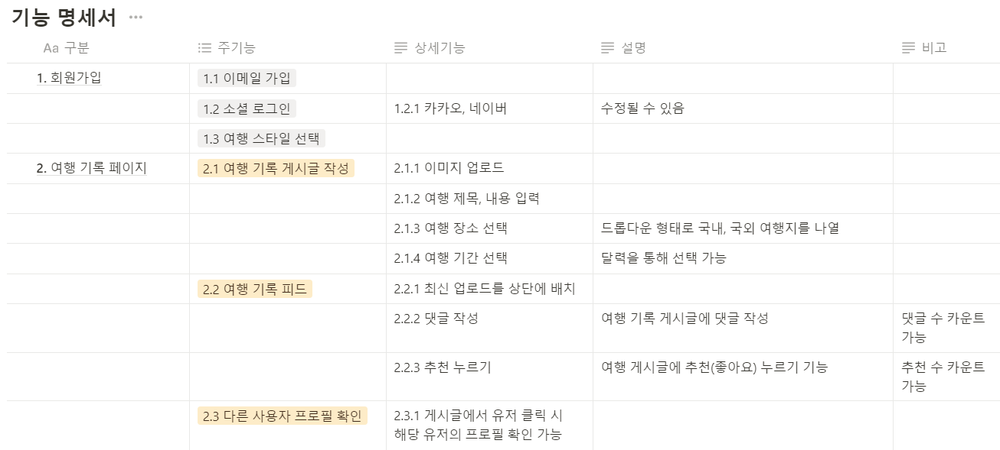 기능 명세서 ···
Aa 구분 주기능 상세기능 설명 비고
1. 회원가입 1.1 이메일 가입
1.2 소셜 로그인 1.2.1 카카오, 네이버 수정될 수 있음
1.3 여행 스타일 선택
2. 여행 기록 페이지 2.1 여행 기록 게시글 작성 2.1.1 이미지 업로드
2.1.2 여행 제목, 내용 입력
2.1.3 여행 장소 선택 드롭다운 형태로 국내, 국외 여행지를 나열
2.1.4 여행 기간 선택 달력을 통해 선택 가능
2.2 여행 기록 피드 2.2.1 최신 업로드를 상단에 배치
2.2.2 댓글 작성 여행 기록 게시글에 댓글 작성 댓글 수 카운트
가능
2.2.3 추천 누르기 여행 게시글에 추천(좋아요) 누르기 기능 추천 수 카운트
가능
2.3 다른 사용자 프로필 확인 2.3.1 게시글에서 유저 클릭 시
해당 유저의 프로필 확인 가능